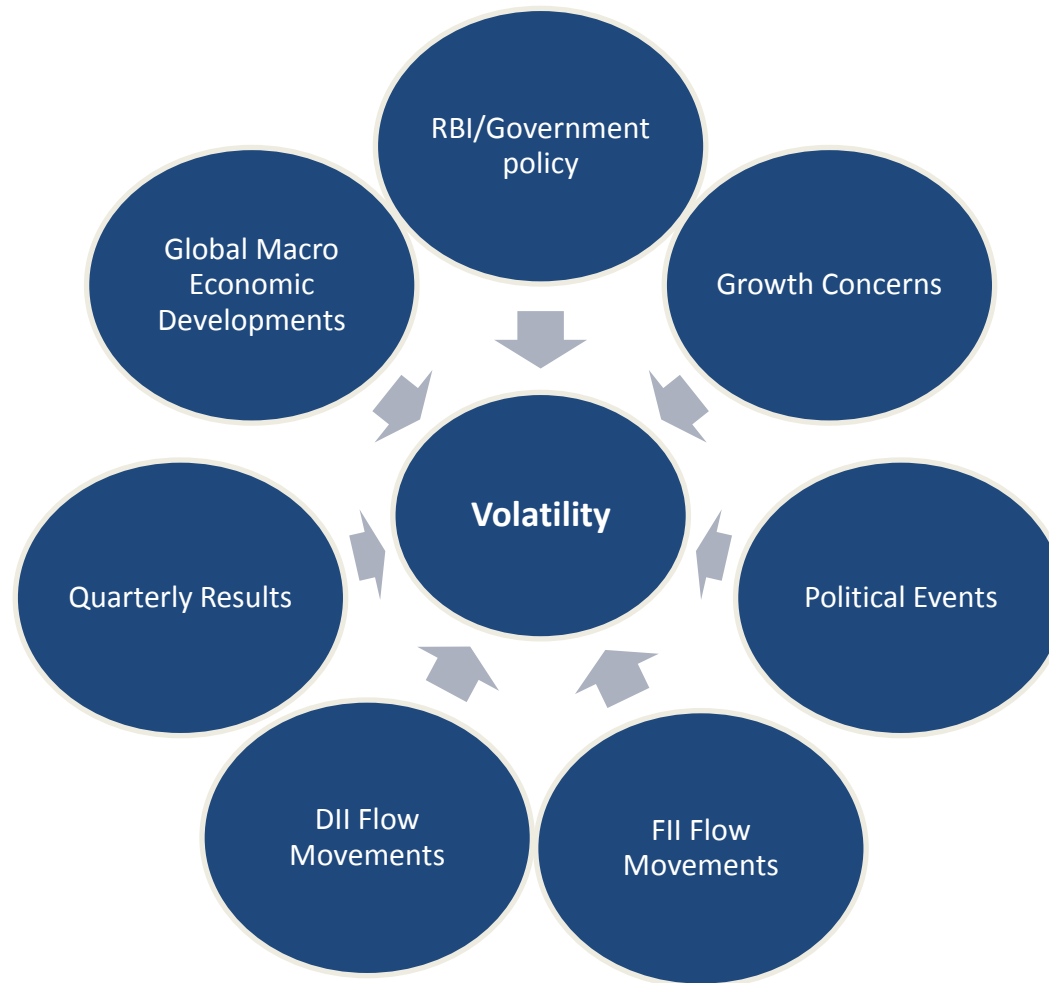 RBI/Government
policy
Global Macro
Economic
Developments
Growth Concerns
Volatility
Quarterly Results
Political Events
DII Flow
Movements
FII Flow
Movements